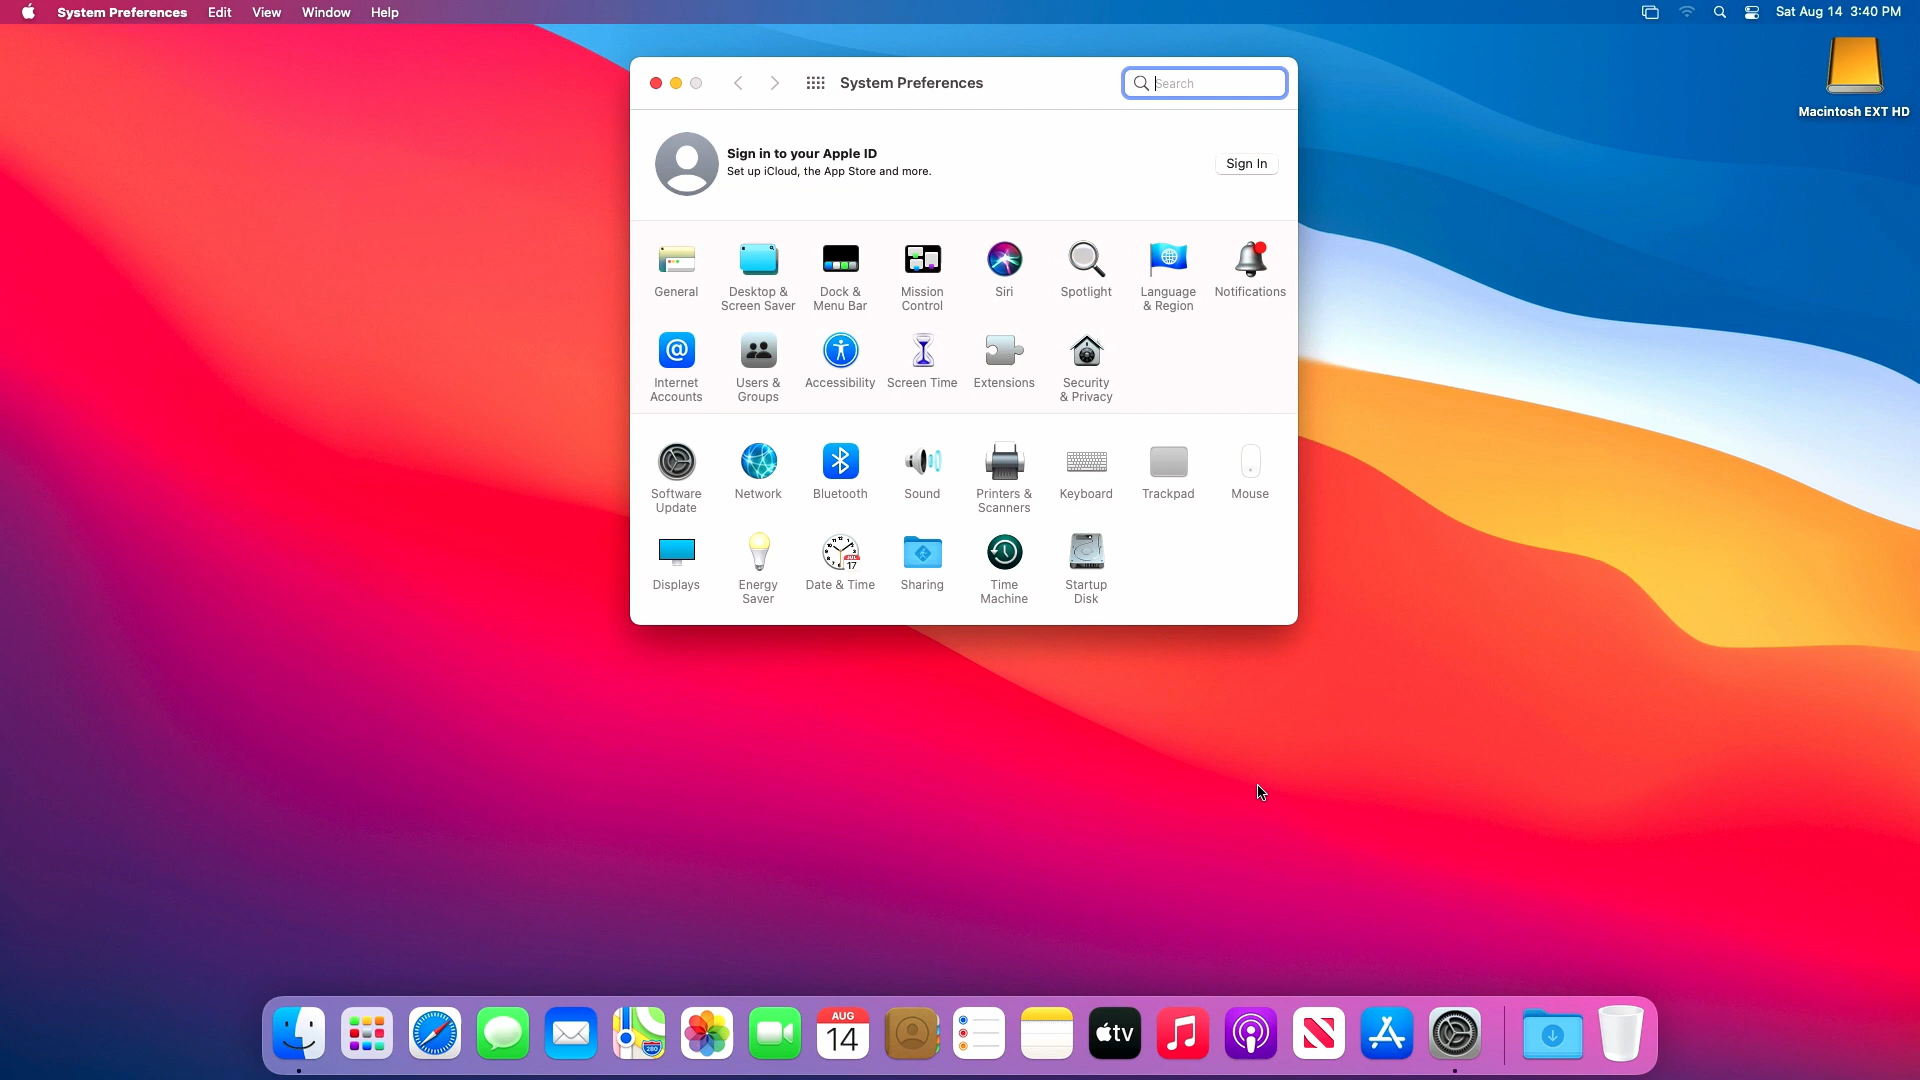 System Preferences Edit View Window Help Sat Aug 14 3:40 PM
System Preferences Search
Macintosh EXT HD
Sign in to your Apple ID
Set up iCloud, the App Store and more.
Sign In
General Desktop & Screen Saver Dock & Menu Bar Mission Control Siri Spotlight Language & Region Notifications
Internet Accounts Users & Groups Accessibility Screen Time Extensions Security & Privacy
Software Update Network Bluetooth Sound Printers & Scanners Keyboard Trackpad Mouse
JUL
17
Displays Energy Saver Date & Time Sharing Time Machine Startup Disk
280
AUG
14
tv